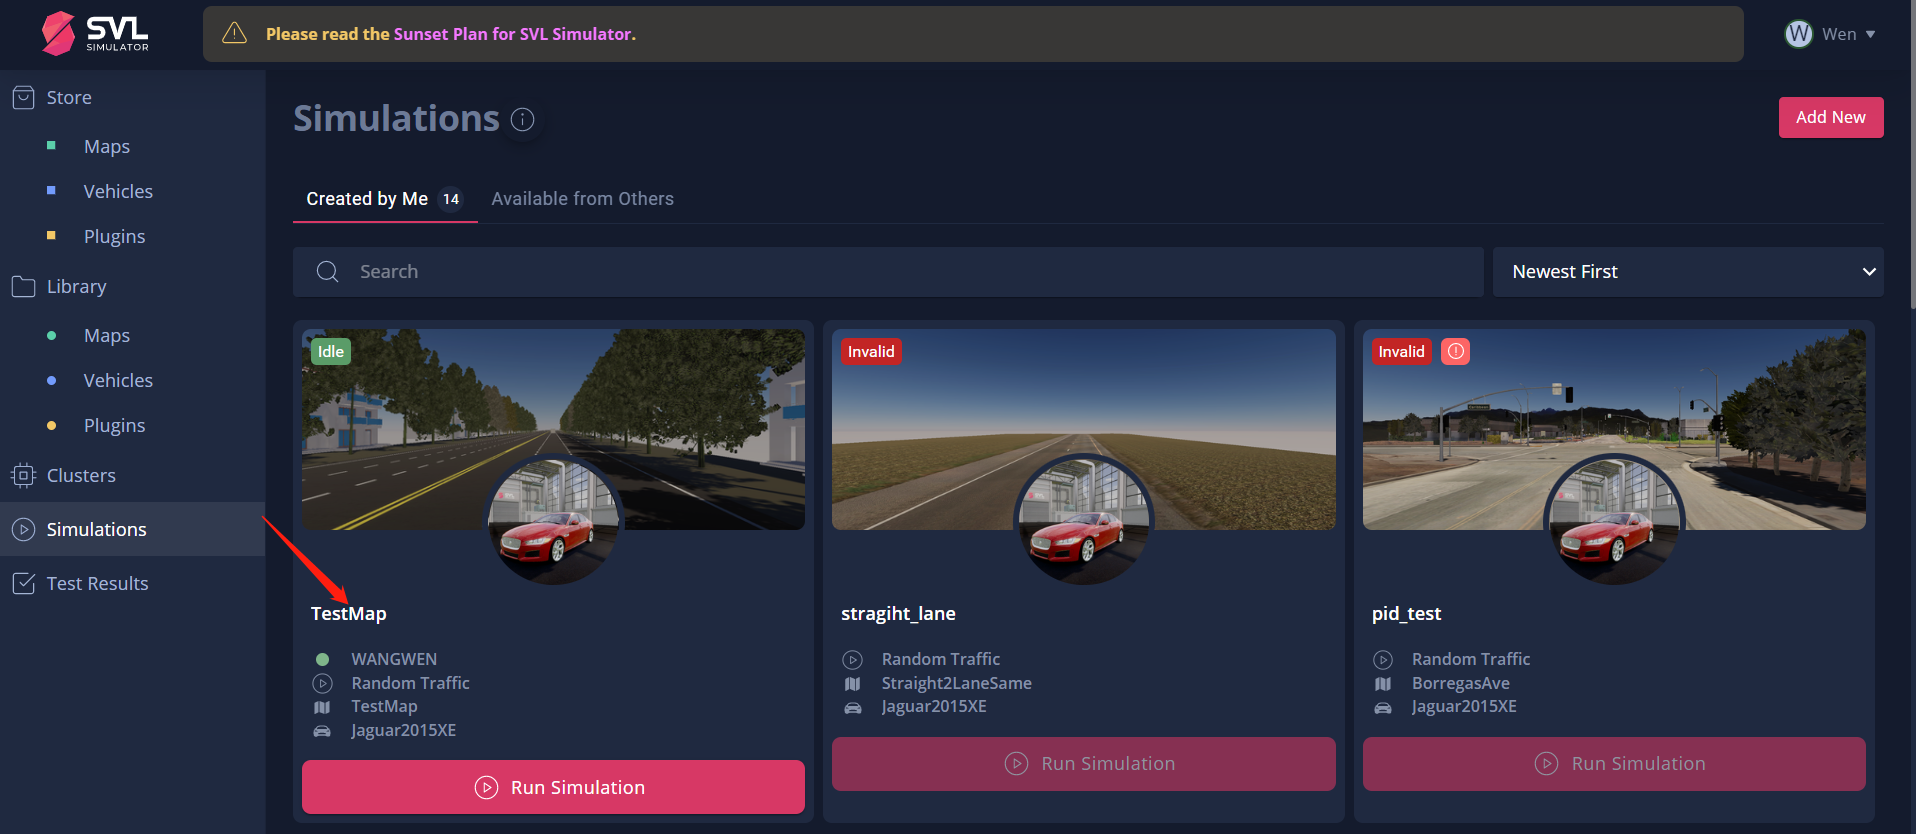 SVL
SIMULATOR
Please read the Sunset Plan for SVL Simulator.
W Wen
Store
Maps
Vehicles
Plugins
Library
Maps
Vehicles
Plugins
Clusters
Simulations
Test Results
Simulations
Add New
Created by Me 14 Available from Others
Search
Newest First
Idle
TestMap
WANGWEN
Random Traffic
TestMap
Jaguar2015XE
Run Simulation
Invalid
stragiht_lane
Random Traffic
Straight2LaneSame
Jaguar2015XE
Run Simulation
Invalid
pid_test
Random Traffic
BorregasAve
Jaguar2015XE
Run Simulation